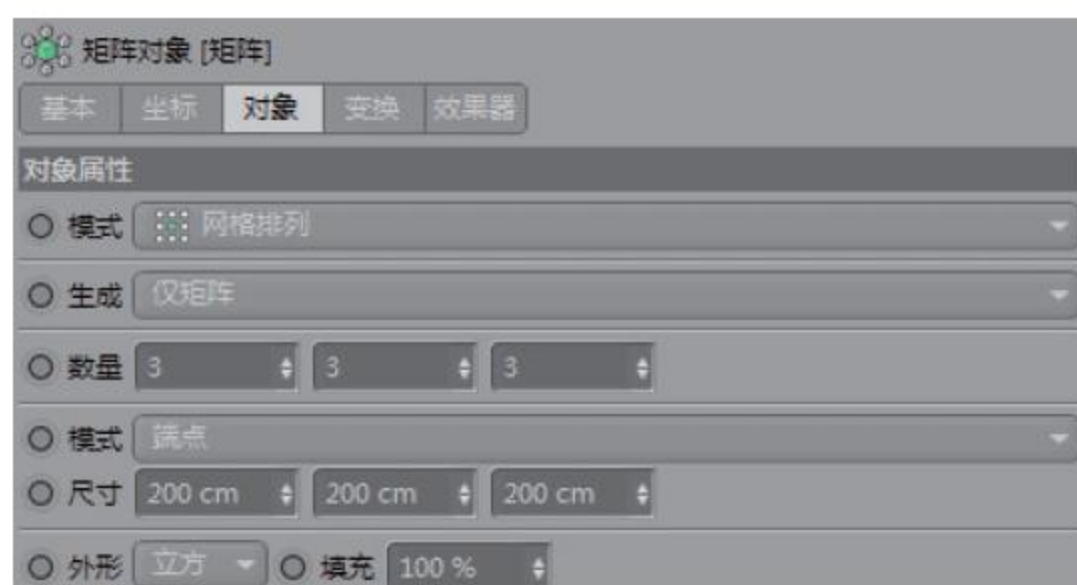 矩阵对象 [矩阵]
基本 坐标 对象 变换 效果器
对象属性
模式 网格排列
生成 仅矩阵
数量 3 3 3
模式 端点
尺寸 200 cm 200 cm 200 cm
外形 立方 填充 100 %